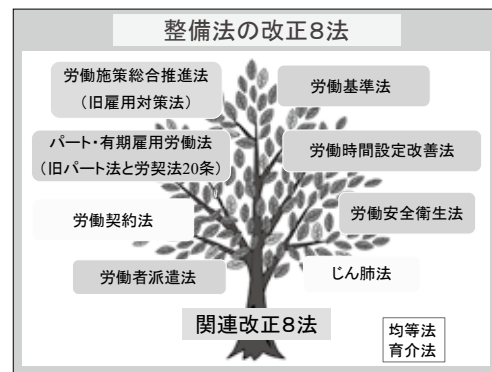 整備法の改正８法
労働施策総合推進法
（旧雇用対策法）
労働基準法
パート・有期雇用労働法
（旧パート法と労契法20条）
労働時間設定改善法
労働契約法
労働安全衛生法
労働者派遣法
じん肺法
関連改正８法
均等法
育介法